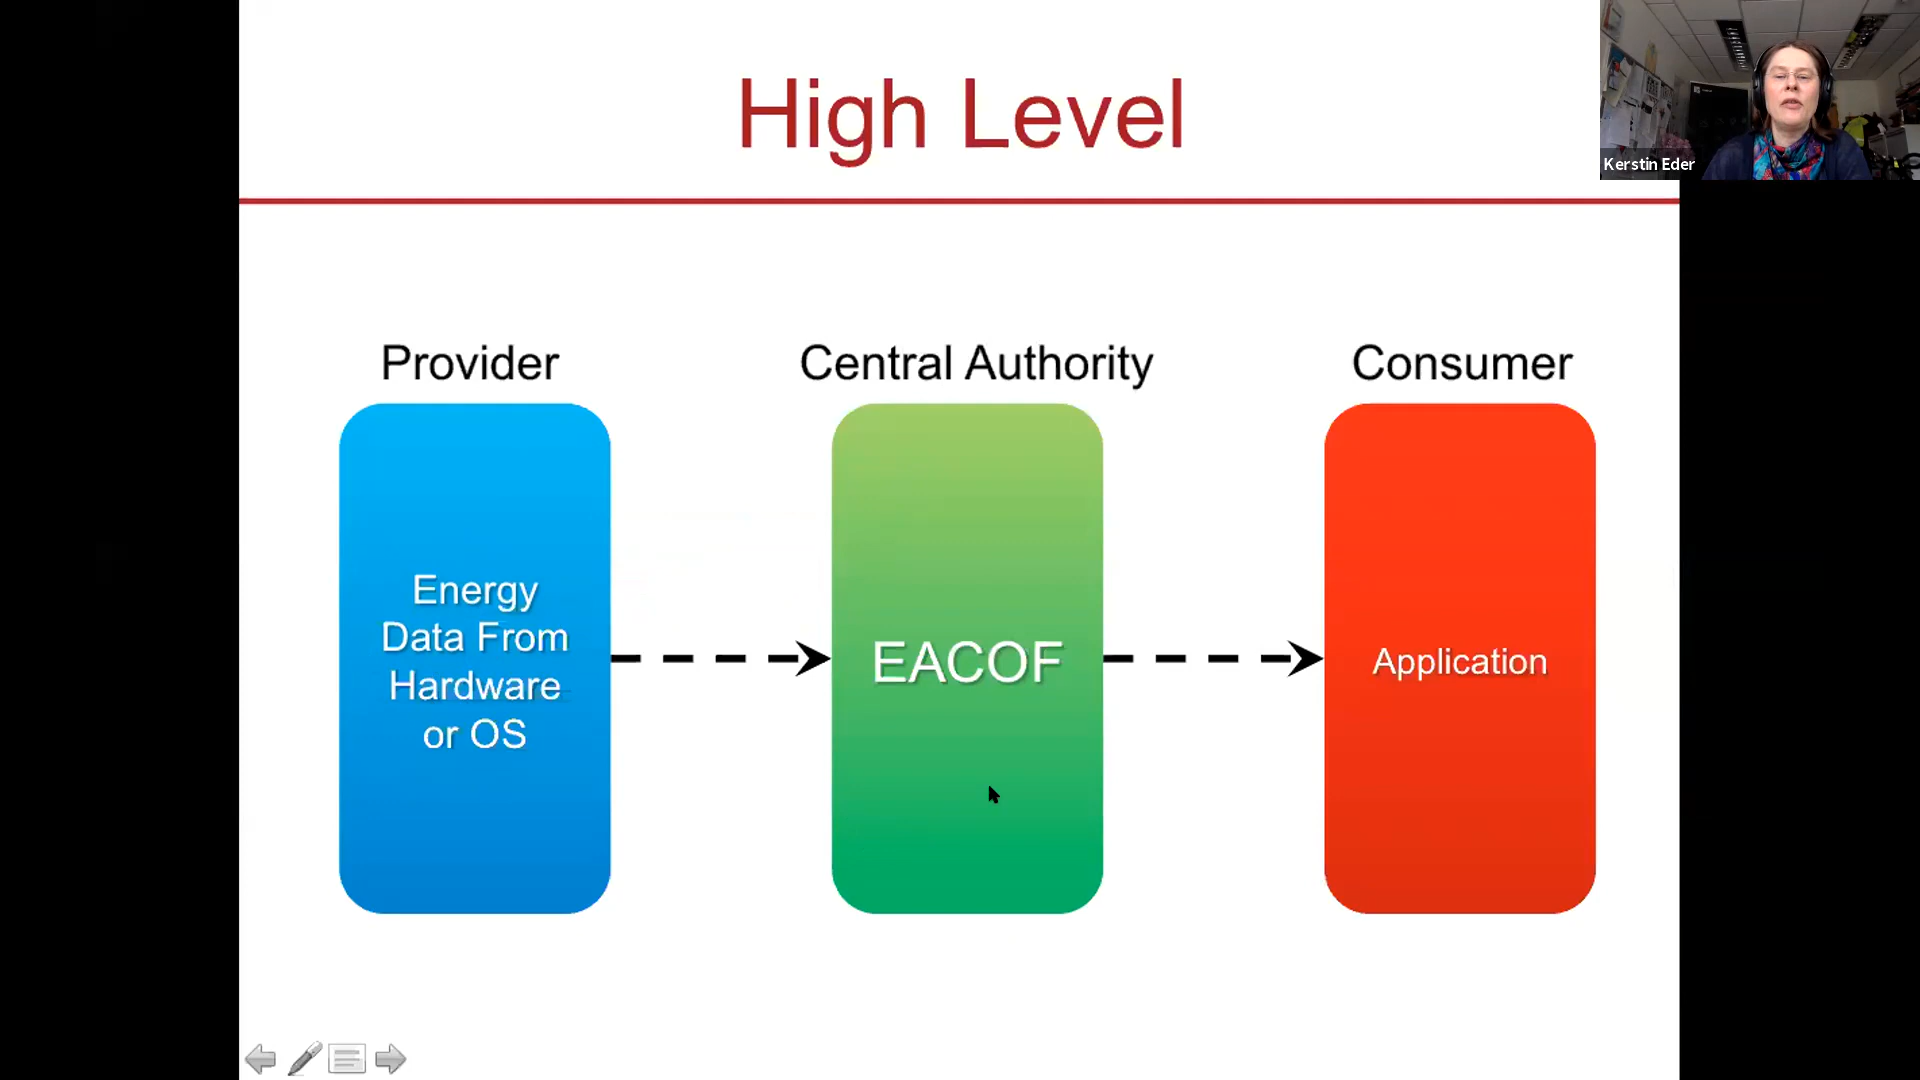 High Level
Kerstin Eder
Provider
Central Authority
Consumer
Energy
Data From
Hardware
or OS
EACOF
Application